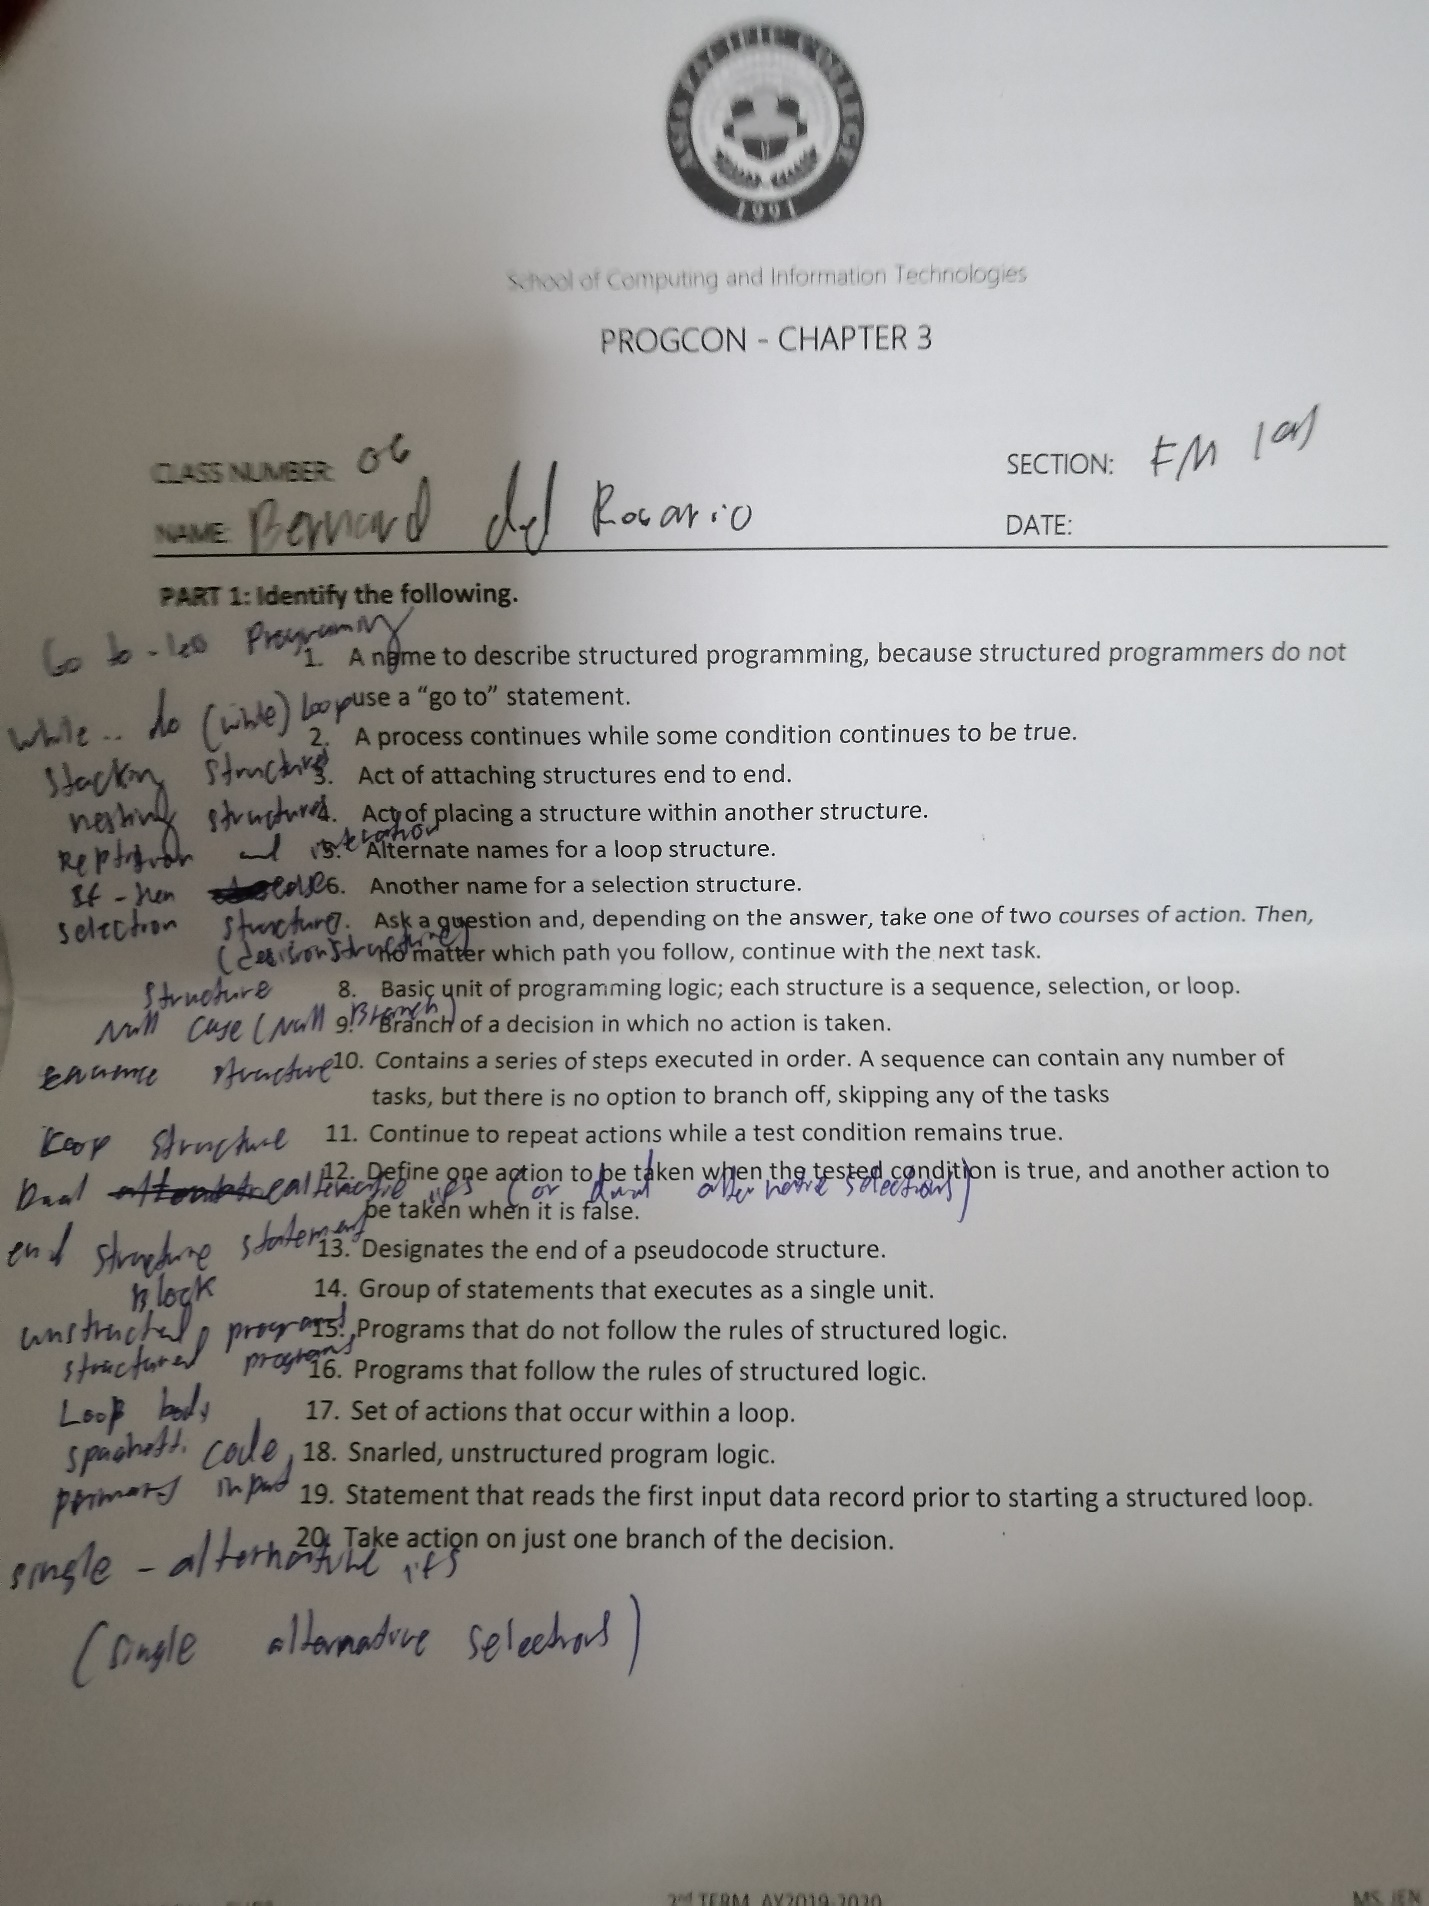 ASIA PACIFIC COLLEGE
1991
School of Computing and Information Technologies
PROGCON - CHAPTER 3
CLASS NUMBER: 06
SECTION: FM 101
NAME: Bernard del Rosario
DATE:
PART 1: Identify the following.
Go to-less Programming
1. A name to describe structured programming, because structured programmers do not
use a “go to” statement.
while.. do (while) loop
2. A process continues while some condition continues to be true.
Stacking structures
3. Act of attaching structures end to end.
nesting structures
4. Act of placing a structure within another structure.
and iteration
5. Alternate names for a loop structure.
If-then else
6. Another name for a selection structure.
selection structure
7. Ask a question and, depending on the answer, take one of two courses of action. Then,
(decision structure)
no matter which path you follow, continue with the next task.
structure
8. Basic unit of programming logic; each structure is a sequence, selection, or loop.
Null case (Null Branch)
9. Branch of a decision in which no action is taken.
structure
10. Contains a series of steps executed in order. A sequence can contain any number of
tasks, but there is no option to branch off, skipping any of the tasks
Loop structure
11. Continue to repeat actions while a test condition remains true.
12. Define one action to be taken when the tested condition is true, and another action to
Dual alternative ifs (or dual alternative selections)
be taken when it is false.
end structure statement
13. Designates the end of a pseudocode structure.
Block
14. Group of statements that executes as a single unit.
programs
15. Programs that do not follow the rules of structured logic.
structured programs
16. Programs that follow the rules of structured logic.
Loop body
17. Set of actions that occur within a loop.
spaghetti code
18. Snarled, unstructured program logic.
input
19. Statement that reads the first input data record prior to starting a structured loop.
20. Take action on just one branch of the decision.
single-alternative ifs
(single alternative selections)
2nd TERM, AY2019-2020
MS. JEN